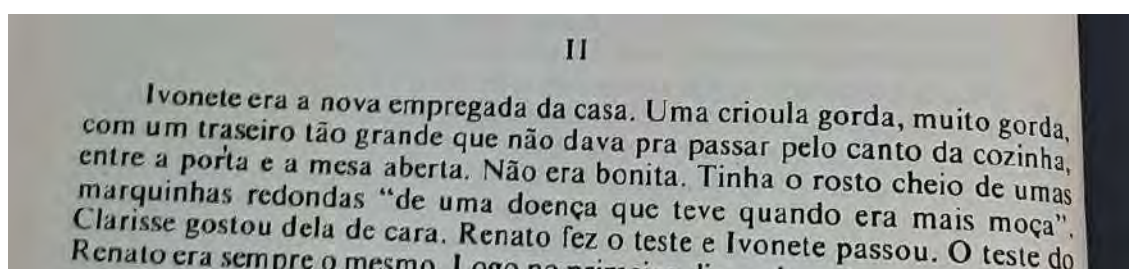 II
Ivonete era a nova empregada da casa. Uma crioula gorda, muito gorda,
com um traseiro tão grande que não dava pra passar pelo canto da cozinha,
entre a porta e a mesa aberta. Não era bonita. Tinha o rosto cheio de umas
marquinhas redondas “de uma doença que teve quando era mais moça”.
Clarisse gostou dela de cara. Renato fez o teste e Ivonete passou. O teste do
Renato era sempre o mesmo. Logo